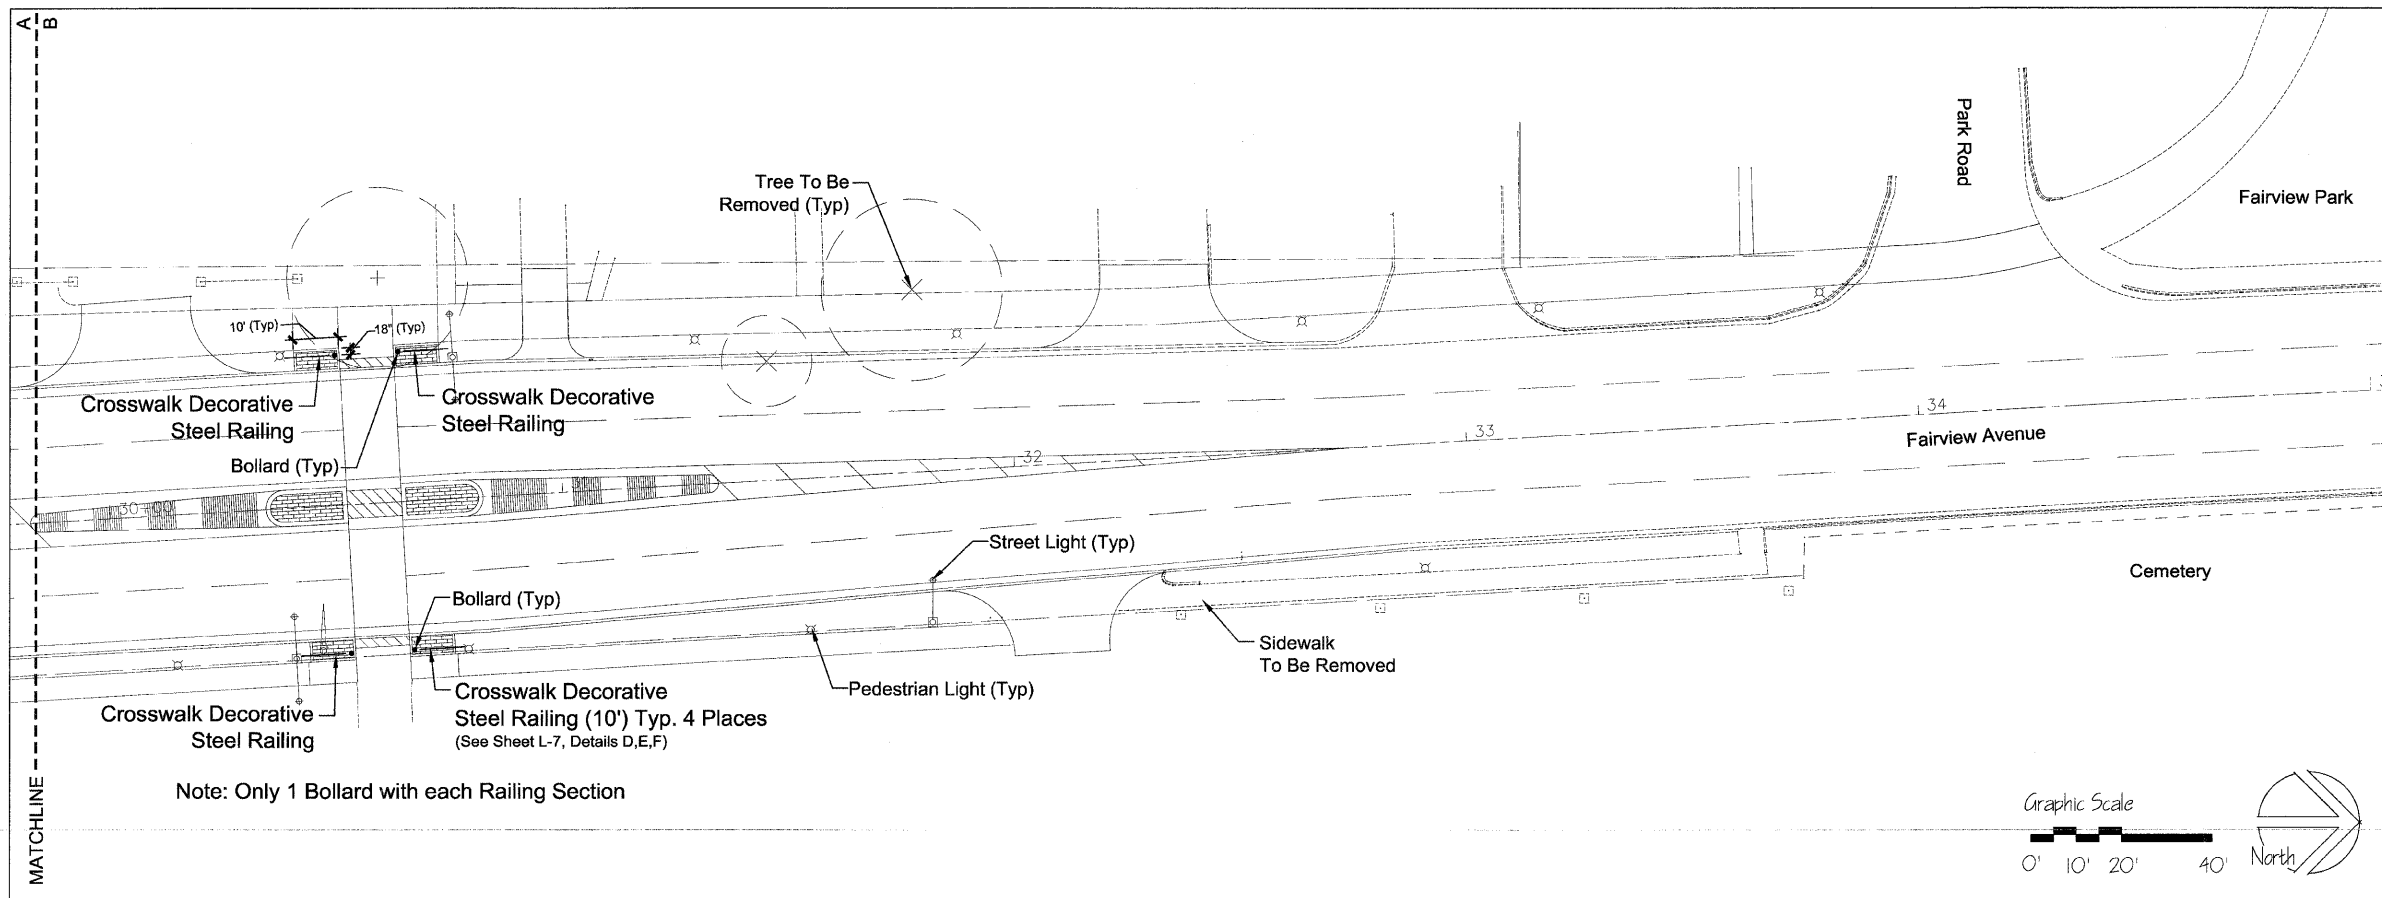 A
B
MATCHLINE
Park Road
Fairview Park
Tree To Be
Removed (Typ)
10' (Typ)
18" (Typ)
Crosswalk Decorative
Steel Railing
Crosswalk Decorative
Steel Railing
Bollard (Typ)
34
33
32
Fairview Avenue
30+00
Street Light (Typ)
Bollard (Typ)
Cemetery
Sidewalk
To Be Removed
Pedestrian Light (Typ)
Crosswalk Decorative
Steel Railing (10') Typ. 4 Places
(See Sheet L-7, Details D,E,F)
Crosswalk Decorative
Steel Railing
Note: Only 1 Bollard with each Railing Section
Graphic Scale
0' 10' 20' 40'
North